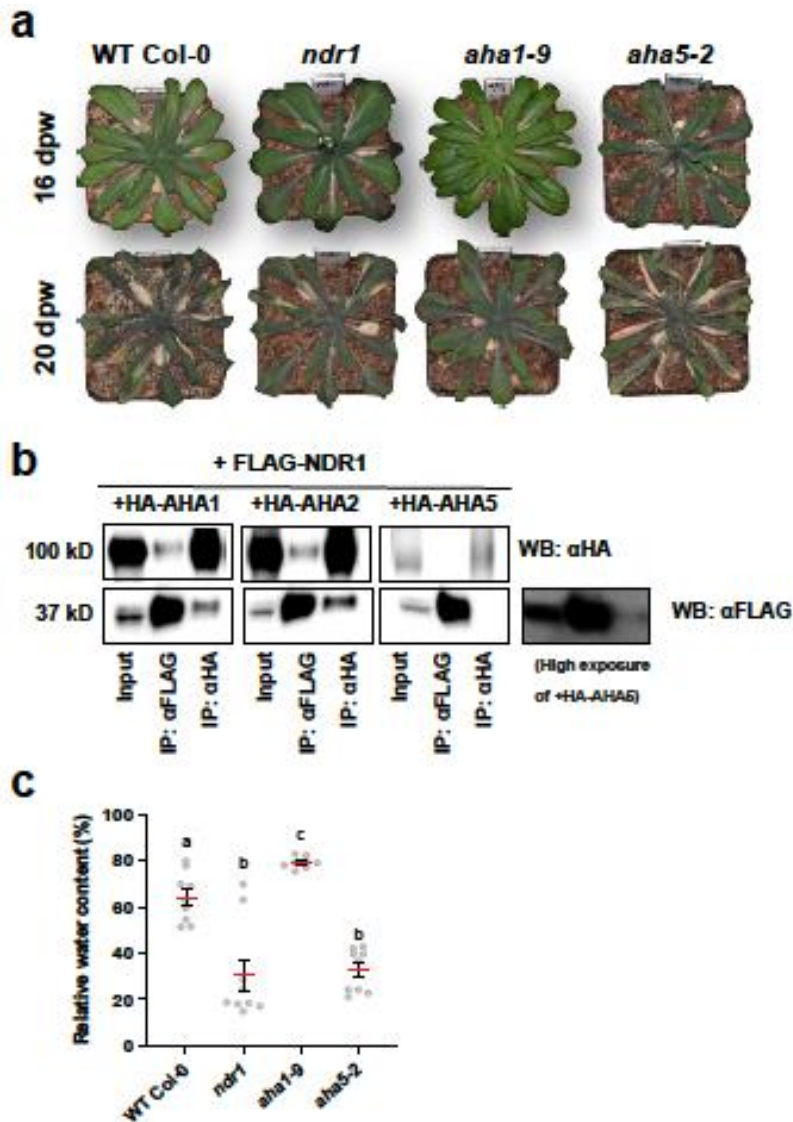 a
WT Col-0 ndr1 aha1-9 aha5-2
16 dpw
20 dpw
b
+ FLAG-NDR1
+HA-AHA1 +HA-AHA2 +HA-AHA5
100 kD WB: αHA
37 kD WB: αFLAG
Input IP: αFLAG IP: αHA Input IP: αFLAG IP: αHA Input IP: αFLAG IP: αHA
(High exposure
of +HA-AHA5)
c
Relative water content (%)
100
80
60
40
20
0
a b c b
WT Col-0 ndr1 aha1-9 aha5-2